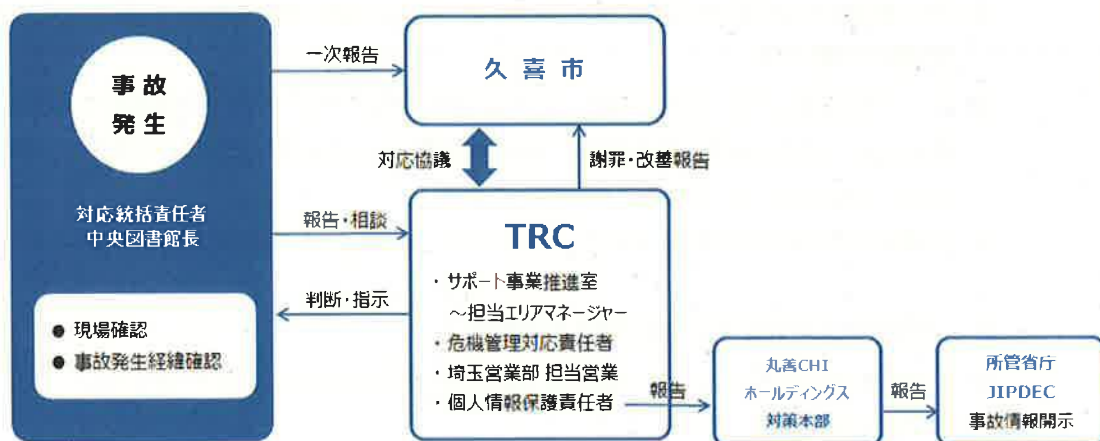 事故
発生
対応統括責任者
中央図書館長
● 現場確認
● 事故発生経緯確認
一次報告
久喜市
対応協議
謝罪・改善報告
報告・相談
判断・指示
TRC
・サポート事業推進室
～担当エリアマネージャー
・危機管理対応責任者
・埼玉営業部 担当営業
・個人情報保護責任者
報告
丸善CHI
ホールディングス
対策本部
報告
所管省庁
JIPDEC
事故情報開示